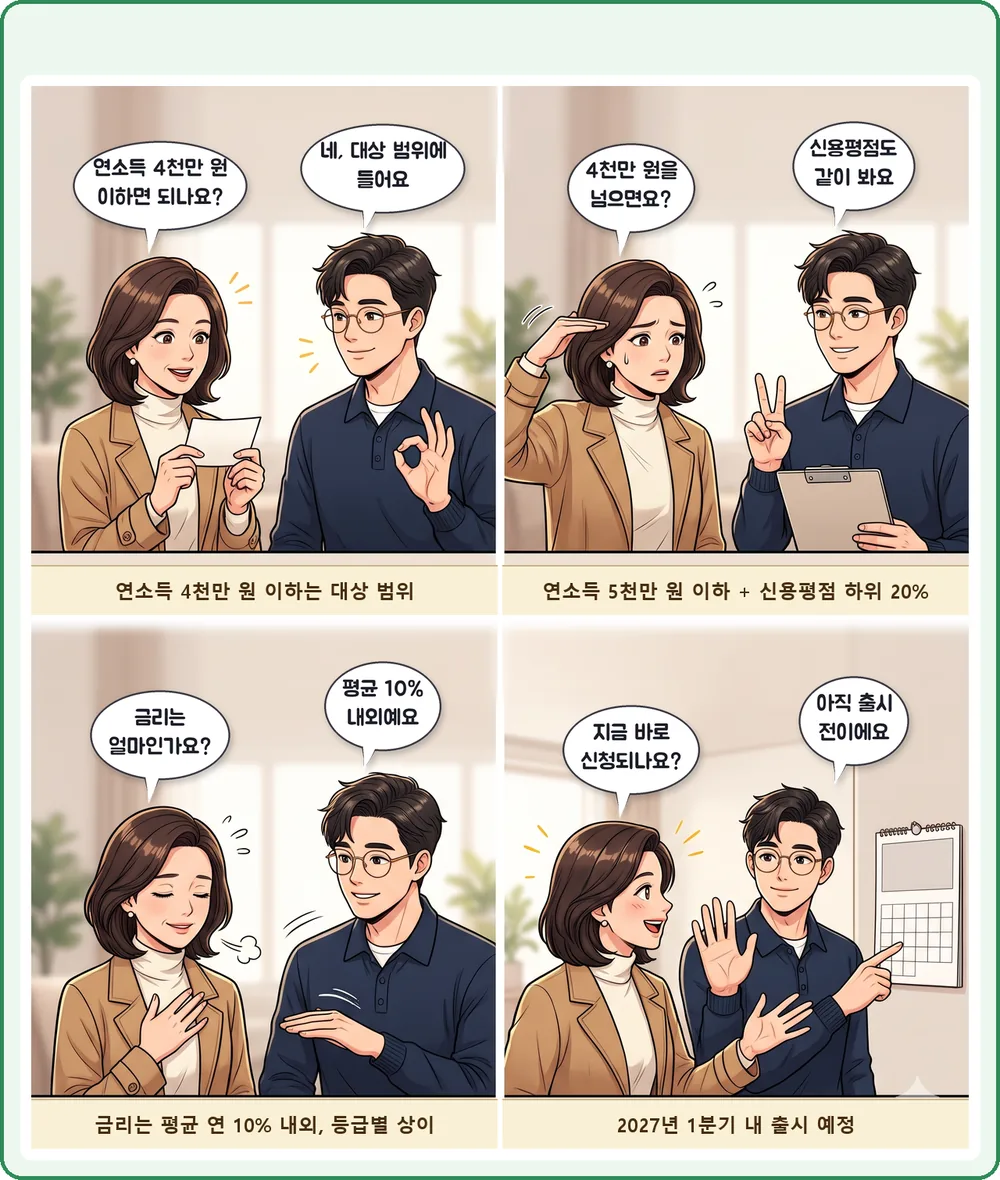 연소득 4천만 원
이하면 되나요?
네, 대상 범위에
들어요
연소득 4천만 원 이하는 대상 범위
4천만 원을
넘으면요?
신용평점도
같이 봐요
연소득 5천만 원 이하 + 신용평점 하위 20%
금리는
얼마인가요?
평균 10%
내외예요
금리는 평균 연 10% 내외, 등급별 상이
지금 바로
신청되나요?
아직 출시
전이에요
2027년 1분기 내 출시 예정